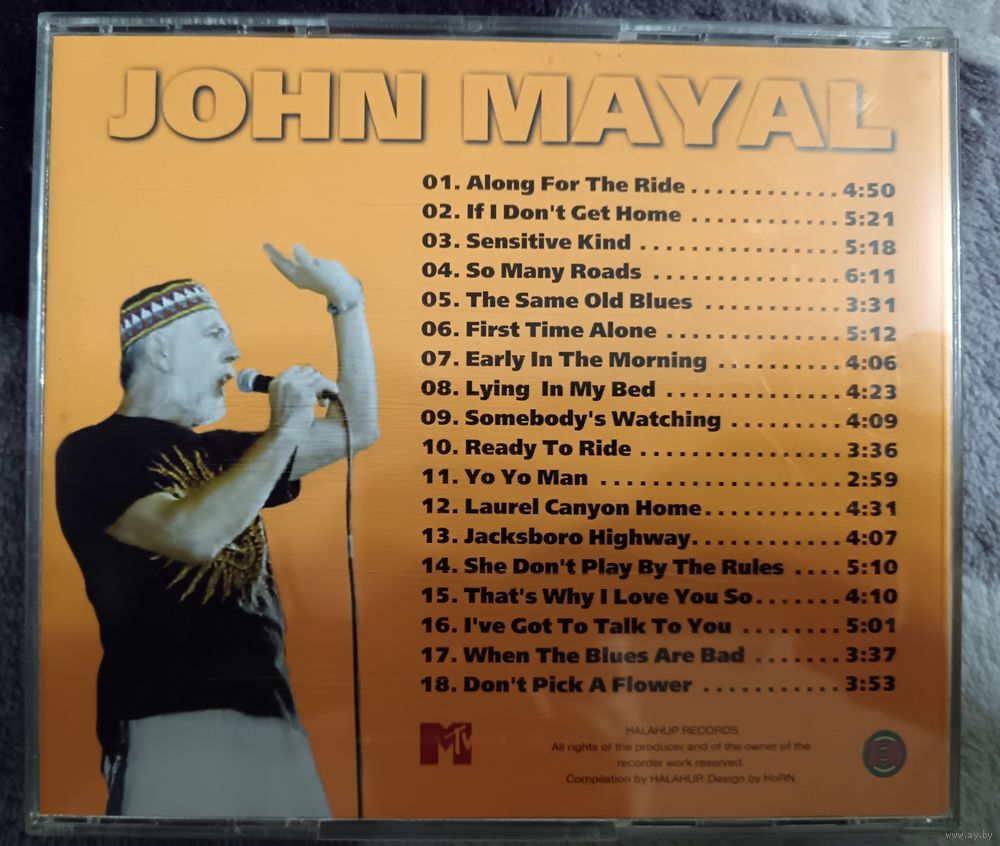 JOHN MAYAL
01. Along For The Ride............4:50
02. If I Don't Get Home ............5:21
03. Sensitive Kind ................5:18
04. So Many Roads ...............6:11
05. The Same Old Blues ...........3:31
06. First Time Alone ..............5:12
07. Early In The Morning ..........4:06
08. Lying In My Bed ..............4:23
09. Somebody's Watching .........4:09
10. Ready To Ride ................3:36
11. Yo Yo Man ...................2:59
12. Laurel Canyon Home...........4:31
13. Jacksboro Highway............4:07
14. She Don't Play By The Rules ....5:10
15. That's Why I Love You So.......4:10
16. I've Got To Talk To You ........5:01
17. When The Blues Are Bad .......3:37
18. Don't Pick A Flower ...........3:53
MTV
HALAHUP RECORDS
All rights of the producer and of the owner of the
recorder work reserved.
Compilation by HALAHUP. Design by HoRN
www.ay.by